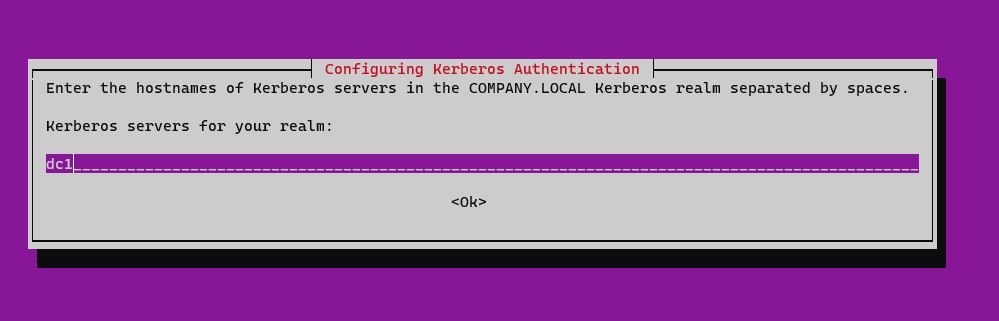 Configuring Kerberos Authentication
Enter the hostnames of Kerberos servers in the COMPANY.LOCAL Kerberos realm separated by spaces.
Kerberos servers for your realm:
dc1
<Ok>